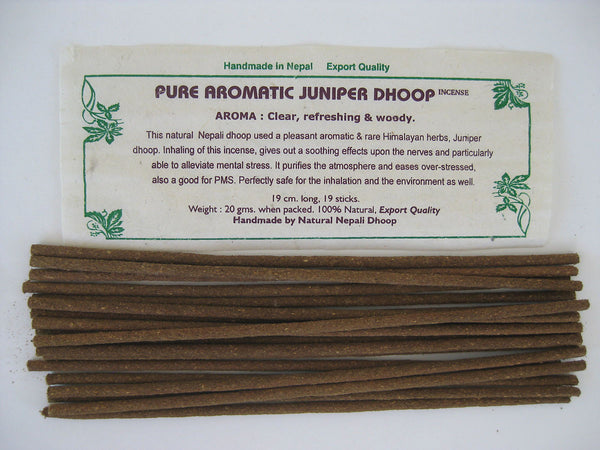 Handmade in Nepal Export Quality
PURE AROMATIC JUNIPER DHOOP INCENSE
AROMA : Clear, refreshing & woody.
This natural Nepali dhoop used a pleasant aromatic & rare Himalayan herbs, Juniper
dhoop. Inhaling of this incense, gives out a soothing effects upon the nerves and particularly
able to alleviate mental stress. It purifies the atmosphere and eases over-stressed,
also a good for PMS. Perfectly safe for the inhalation and the environment as well.
19 cm. long, 19 sticks.
Weight : 20 gms. when packed. 100% Natural, Export Quality
Handmade by Natural Nepali Dhoop